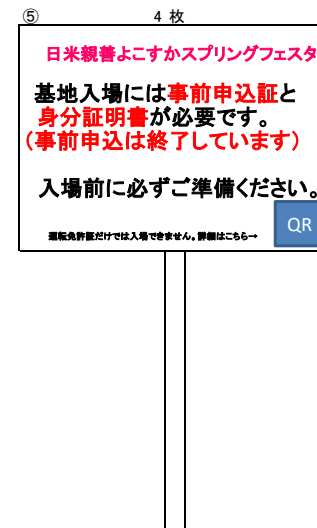 ⑤ 4 枚
日米親善よこすかスプリングフェスタ
基地入場には事前申込証と
身分証明書が必要です。
（事前申込は終了しています）
入場前に必ずご準備ください。
運転免許証だけでは入場できません。詳細はこちら→
QR